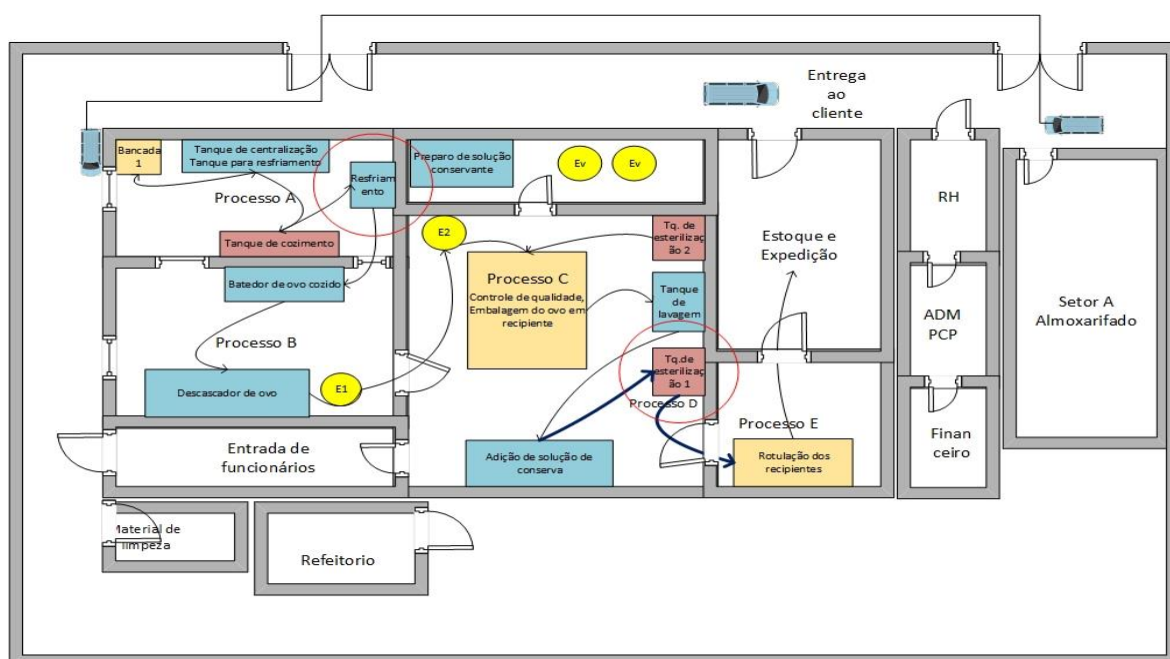 Entrega
ao
cliente
Bancada
1
Tanque de centralização
Tanque para resfriamento
Resfriam
ento
Processo A
Tanque de cozimento
Preparo de solução
conservante
Ev
Ev
Batedor de ovo cozido
Processo B
Descascador de ovo
E1
E2
Processo C
Controle de qualidade,
Embalagem do ovo em
recipiente
Tq. de
esterilizaç
ão 2
Tanque
de
lavagem
Tq.de
esterilizaç
ão 1
Processo D
Adição de solução de
conserva
Estoque e
Expedição
Processo E
Rotulação dos
recipientes
RH
ADM
PCP
Finan
ceiro
Setor A
Almoxarifado
Entrada de
funcionários
Material de
limpeza
Refeitorio